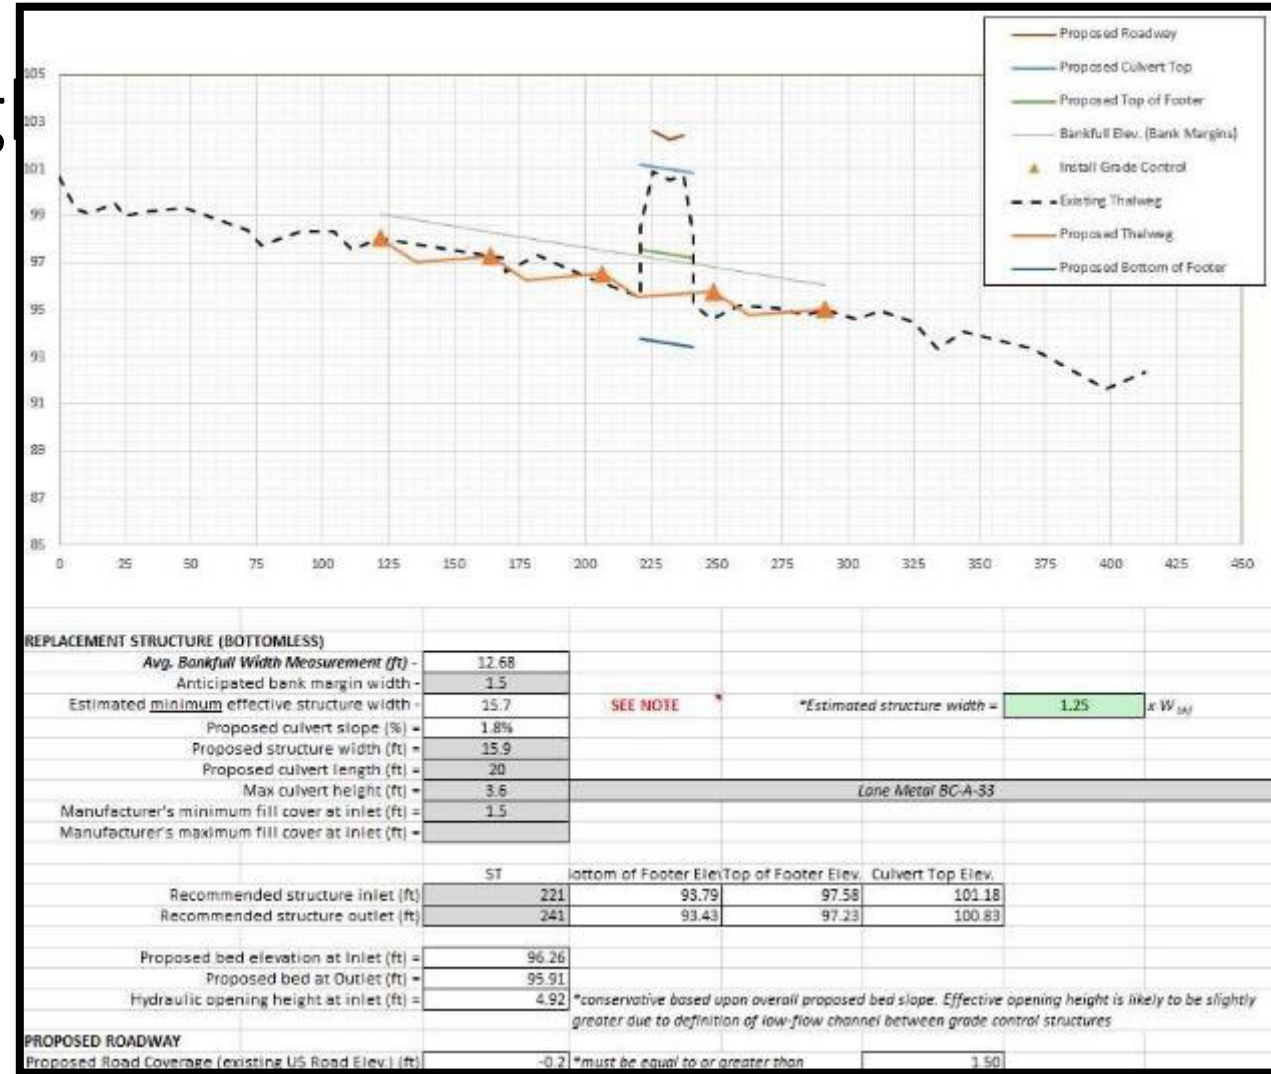 Proposed Roadway
Proposed Culvert Top
Proposed Top of Footer
Bankfull Elev. (Bank Margins)
Install Grade Control
Existing Thalweg
Proposed Thalweg
Proposed Bottom of Footer
105
103
101
99
97
95
93
91
89
87
85
0 25 50 75 100 125 150 175 200 225 250 275 300 325 350 375 400 425 450
REPLACEMENT STRUCTURE (BOTTOMLESS)
Avg. Bankfull Width Measurement (ft) - 12.68
Anticipated bank margin width - 1.5
Estimated minimum effective structure width - 15.7 SEE NOTE *Estimated structure width = 1.25 x W
Proposed culvert slope (%) = 1.8%
Proposed structure width (ft) = 15.9
Proposed culvert length (ft) = 20
Max culvert height (ft) = 3.6 Lane Metal BC-A-33
Manufacturer's minimum fill cover at inlet (ft) = 1.5
Manufacturer's maximum fill cover at inlet (ft) =
ST ottom of Footer Ele Top of Footer Elev. Culvert Top Elev.
Recommended structure inlet (ft) 221 93.79 97.58 101.18
Recommended structure outlet (ft) 241 93.43 97.23 100.83
Proposed bed elevation at Inlet (ft) = 96.26
Proposed bed at Outlet (ft) = 95.91
Hydraulic opening height at inlet (ft) = 4.92 *conservative based upon overall proposed bed slope. Effective opening height is likely to be slightly
greater due to definition of low-flow channel between grade control structures
PROPOSED ROADWAY
Proposed Road Coverage (existing US Road Elev.) (ft) -0.2 *must be equal to or greater than 1.50